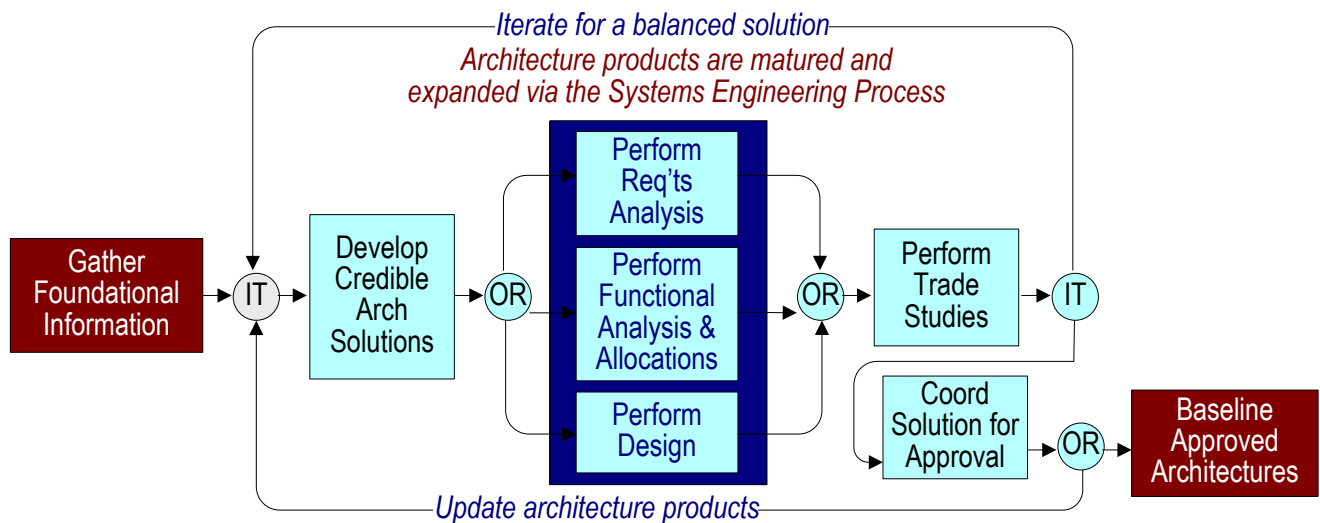 Iterate for a balanced solution
Architecture products are matured and
expanded via the Systems Engineering Process
Gather
Foundational
Information
IT
Develop
Credible
Arch
Solutions
OR
Perform
Req'ts
Analysis
Perform
Functional
Analysis &
Allocations
Perform
Design
OR
Perform
Trade
Studies
IT
Coord
Solution for
Approval
OR
Baseline
Approved
Architectures
Update architecture products